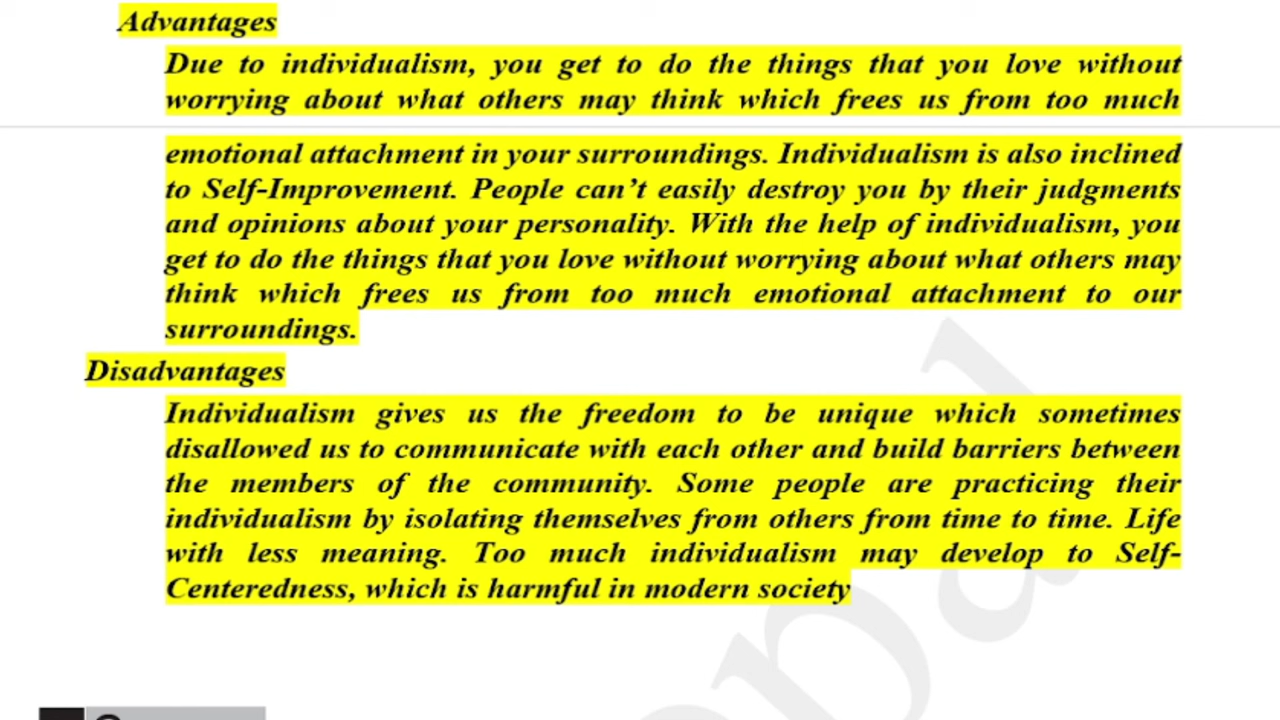 Advantages
Due to individualism, you get to do the things that you love without
worrying about what others may think which frees us from too much
emotional attachment in your surroundings. Individualism is also inclined
to Self-Improvement. People can’t easily destroy you by their judgments
and opinions about your personality. With the help of individualism, you
get to do the things that you love without worrying about what others may
think which frees us from too much emotional attachment to our
surroundings.
Disadvantages
Individualism gives us the freedom to be unique which sometimes
disallowed us to communicate with each other and build barriers between
the members of the community. Some people are practicing their
individualism by isolating themselves from others from time to time. Life
with less meaning. Too much individualism may develop to Self-
Centeredness, which is harmful in modern society